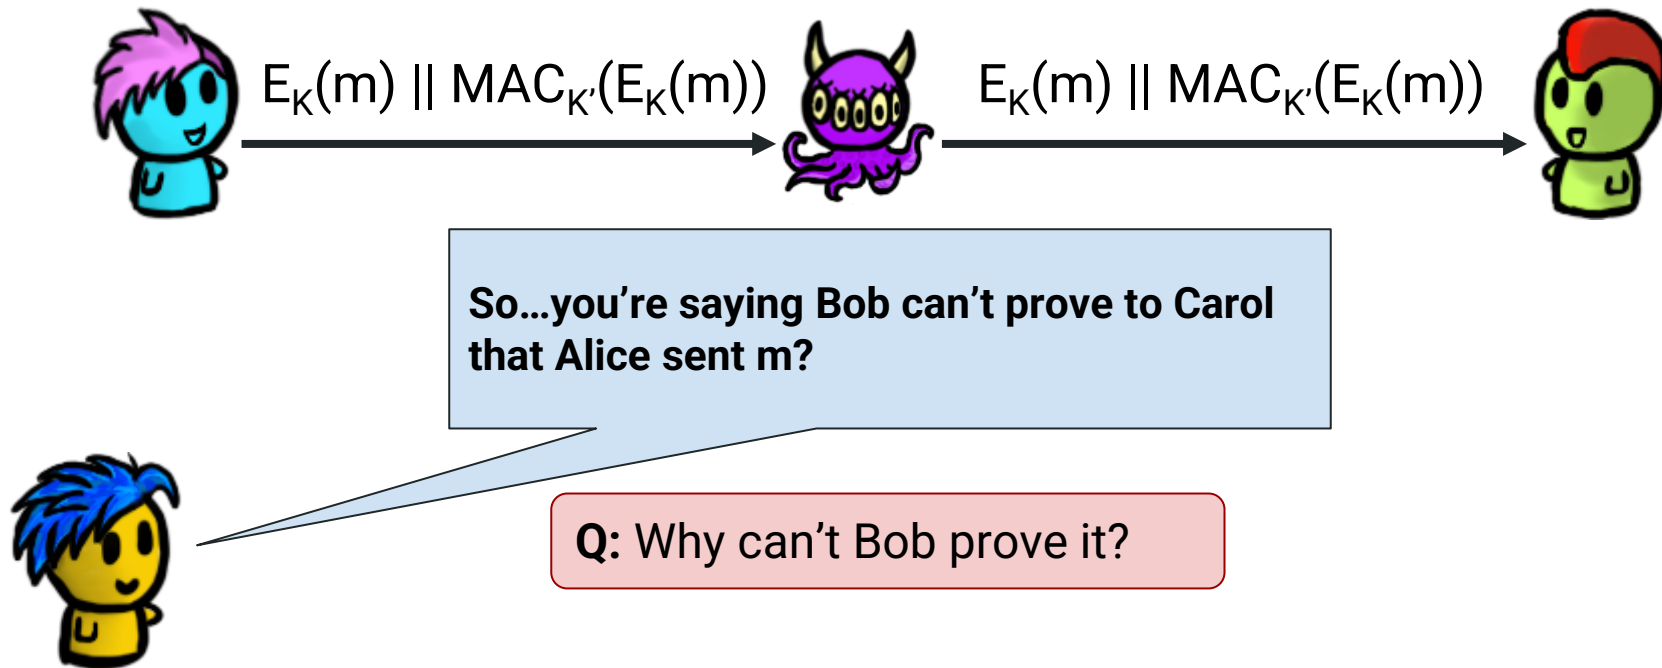 E_K(m) || MAC_K'(E_K(m))
E_K(m) || MAC_K'(E_K(m))
So…you’re saying Bob can’t prove to Carol
that Alice sent m?
Q: Why can’t Bob prove it?